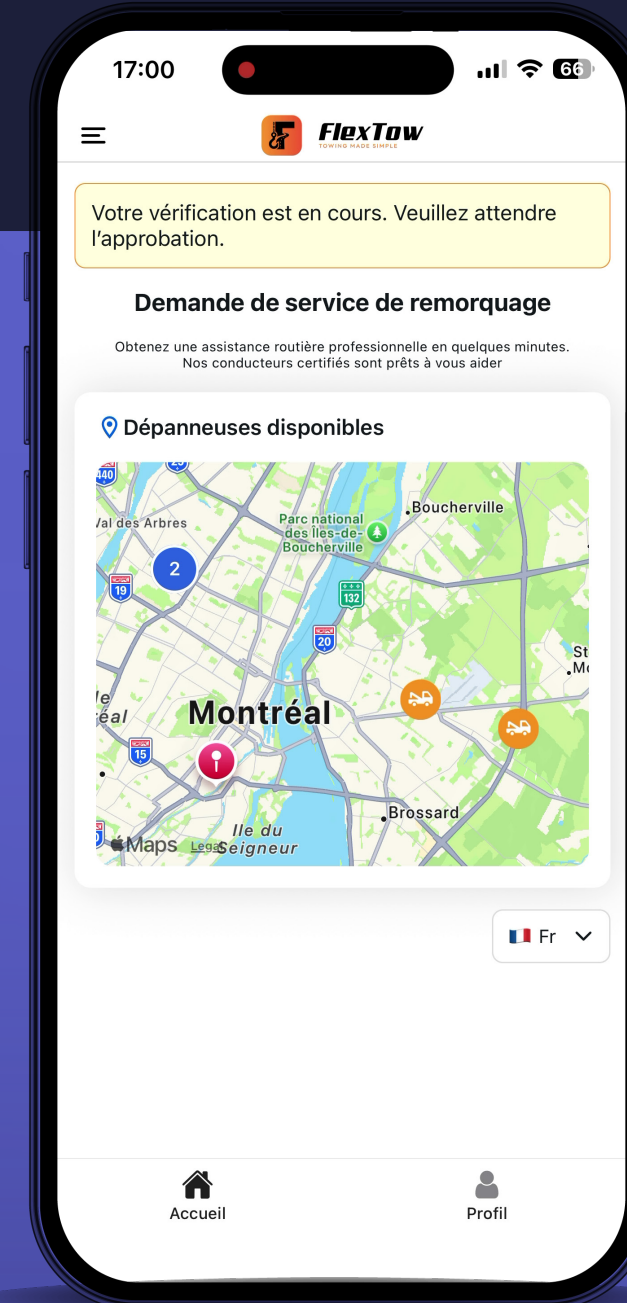 17:00
66
FlexTow
TOWING MADE SIMPLE
Votre vérification est en cours. Veuillez attendre
l'approbation.
Demande de service de remorquage
Obtenez une assistance routière professionnelle en quelques minutes.
Nos conducteurs certifiés sont prêts à vous aider
Dépanneuses disponibles
440
Boucherville
Parc national
des Îles-de-
Boucherville
Val des Arbres
2
19
132
20
Montréal
15
Brossard
Ile du
Seigneur
Maps
Legal
Fr
Accueil
Profil